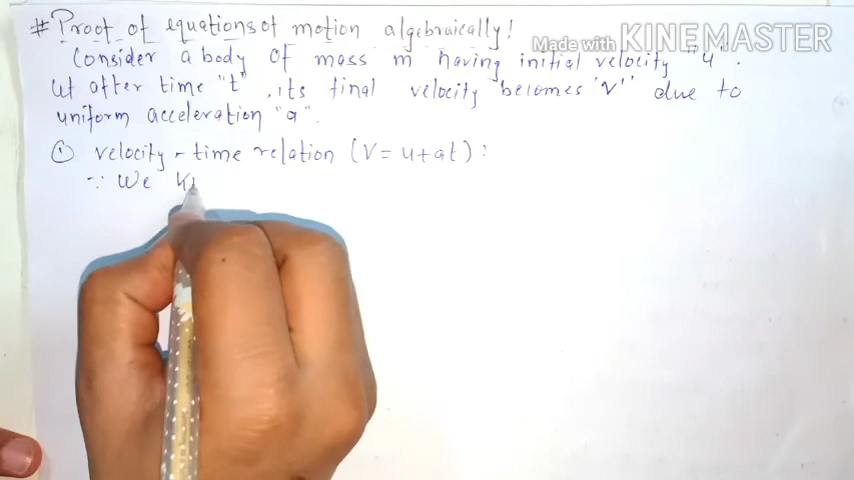 # Proof of equations of motion algebraically!
Made with KINEMASTER
Consider a body of mass m having initial velocity "u".
Let after time "t", its final velocity becomes "V" due to
uniform acceleration "a".
① velocity - time relation (V = u + at):
∵ We Kn